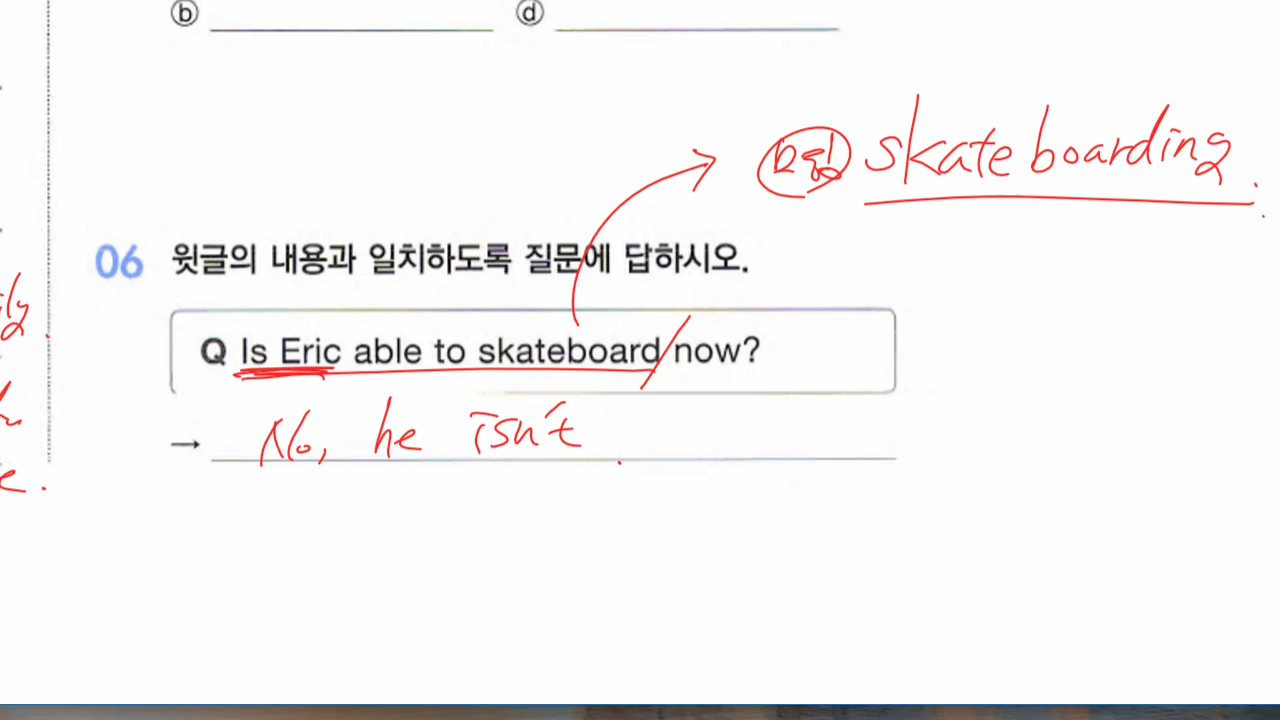 ⓑ ⓓ
skateboarding.
06 윗글의 내용과 일치하도록 질문에 답하시오.
Q Is Eric able to skateboard now?
→ No, he isn't.